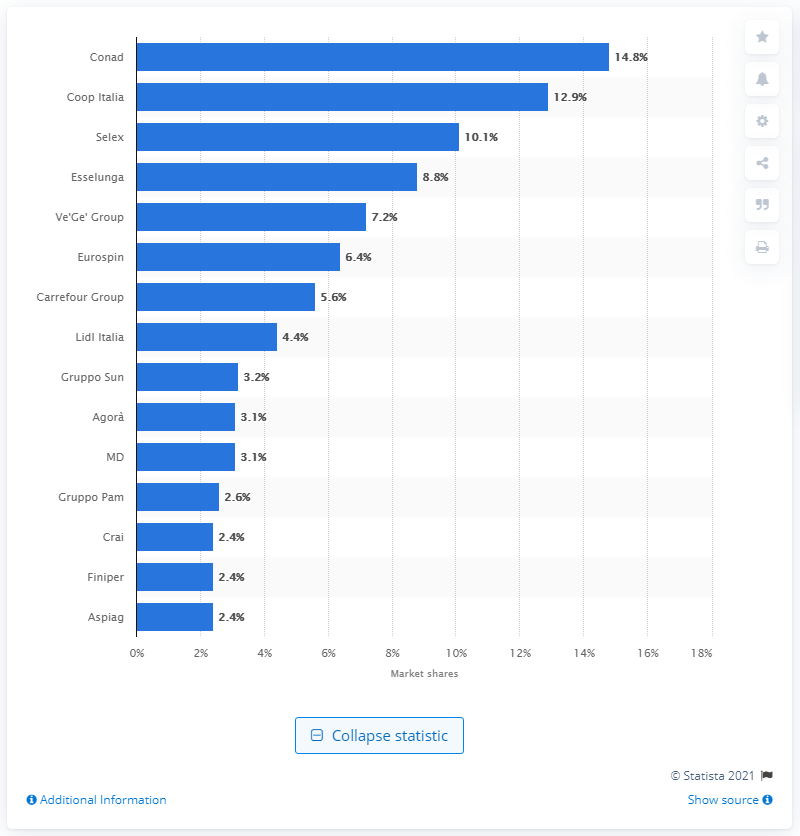 Conad 14.8%
Coop Italia 12.9%
Selex 10.1%
Esselunga 8.8%
Ve'Ge' Group 7.2%
Eurospin 6.4%
Carrefour Group 5.6%
Lidl Italia 4.4%
Gruppo Sun 3.2%
Agorà 3.1%
MD 3.1%
Gruppo Pam 2.6%
Crai 2.4%
Finiper 2.4%
Aspiag 2.4%
0% 2% 4% 6% 8% 10% 12% 14% 16% 18%
Market shares
Collapse statistic
© Statista 2021
Additional Information Show source